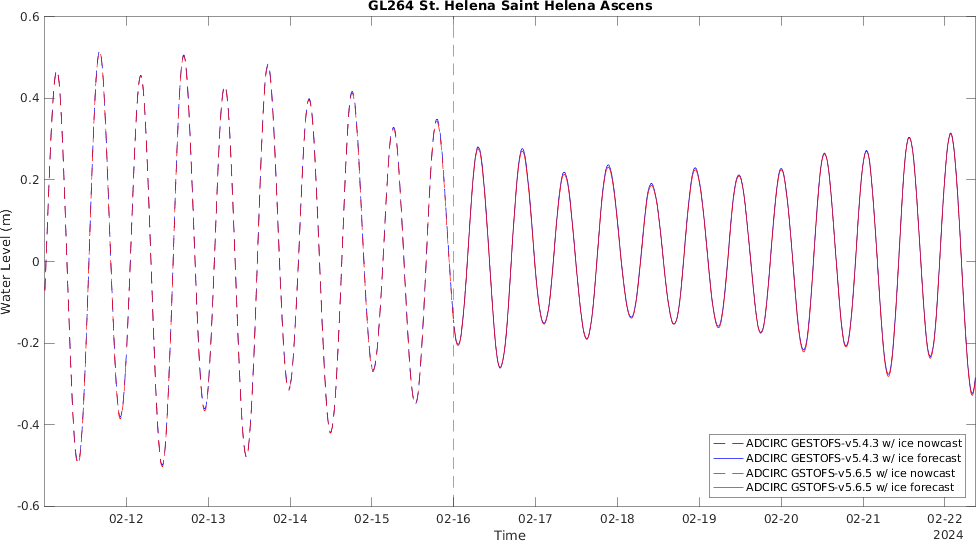 GL264 St. Helena Saint Helena Ascens
0.6
0.4
0.2
0
-0.2
-0.4
-0.6
Water Level (m)
02-12 02-13 02-14 02-15 02-16 02-17 02-18 02-19 02-20 02-21 02-22
2024
Time
ADCIRC GESTOFS-v5.4.3 w/ ice nowcast
ADCIRC GESTOFS-v5.4.3 w/ ice forecast
ADCIRC GSTOFS-v5.6.5 w/ ice nowcast
ADCIRC GSTOFS-v5.6.5 w/ ice forecast